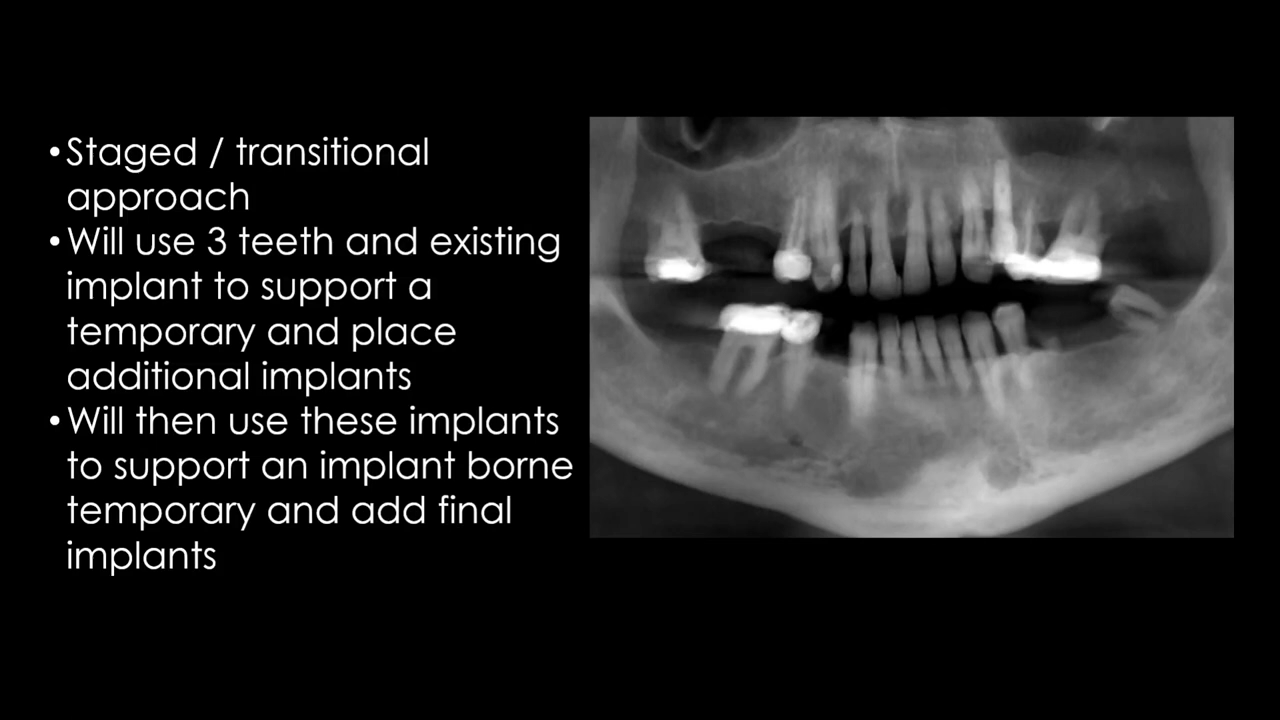 •Staged / transitional
approach
•Will use 3 teeth and existing
implant to support a
temporary and place
additional implants
•Will then use these implants
to support an implant borne
temporary and add final
implants